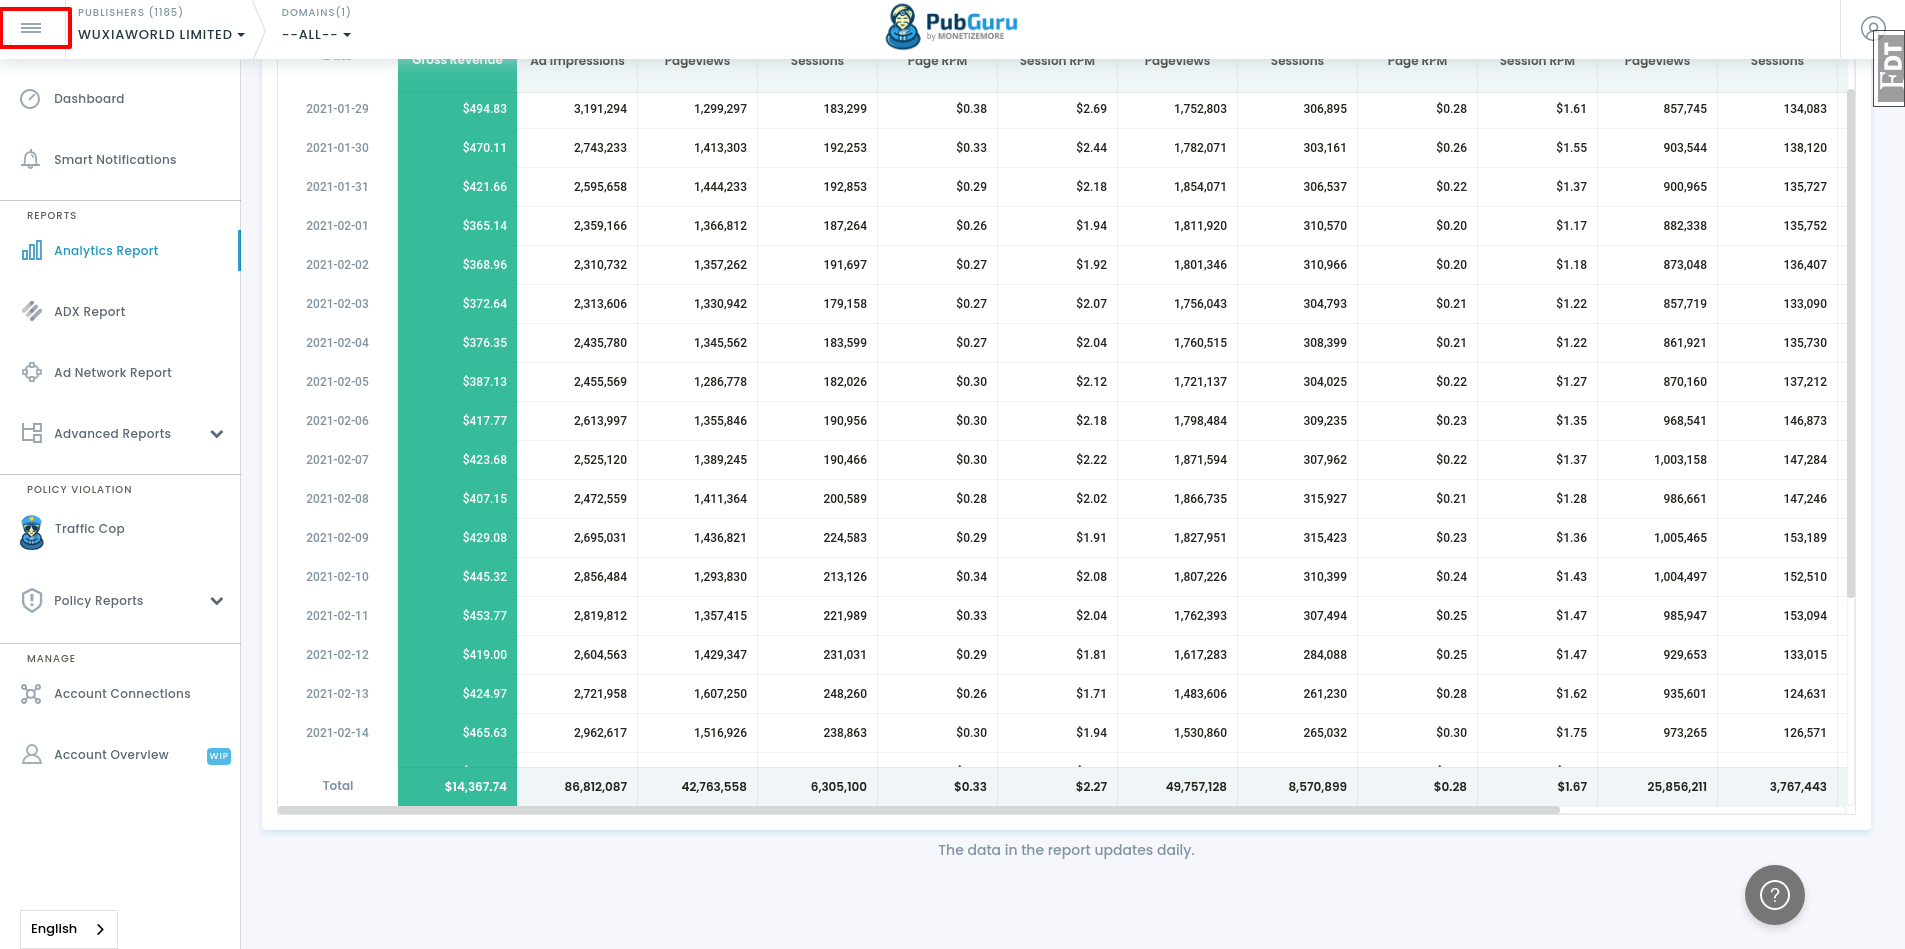 PUBLISHERS (1185)
WUXIAWORLD LIMITED
DOMAINS(1)
--ALL--
PubGuru
by MONETIZEMORE
EDT
Dashboard
Smart Notifications
REPORTS
Analytics Report
ADX Report
Ad Network Report
Advanced Reports
POLICY VIOLATION
Traffic Cop
Policy Reports
MANAGE
Account Connections
Account Overview WIP
English
Date Gross Revenue Ad Impressions Pageviews Sessions Page RPM Session RPM Pageviews Sessions Page RPM Session RPM Pageviews Sessions
2021-01-29 $494.83 3,191,294 1,299,297 183,299 $0.38 $2.69 1,752,803 306,895 $0.28 $1.61 857,745 134,083
2021-01-30 $470.11 2,743,233 1,413,303 192,253 $0.33 $2.44 1,782,071 303,161 $0.26 $1.55 903,544 138,120
2021-01-31 $421.66 2,595,658 1,444,233 192,853 $0.29 $2.18 1,854,071 306,537 $0.22 $1.37 900,965 135,727
2021-02-01 $365.14 2,359,166 1,366,812 187,264 $0.26 $1.94 1,811,920 310,570 $0.20 $1.17 882,338 135,752
2021-02-02 $368.96 2,310,732 1,357,262 191,697 $0.27 $1.92 1,801,346 310,966 $0.20 $1.18 873,048 136,407
2021-02-03 $372.64 2,313,606 1,330,942 179,158 $0.27 $2.07 1,756,043 304,793 $0.21 $1.22 857,719 133,090
2021-02-04 $376.35 2,435,780 1,345,562 183,599 $0.27 $2.04 1,760,515 308,399 $0.21 $1.22 861,921 135,730
2021-02-05 $387.13 2,455,569 1,286,778 182,026 $0.30 $2.12 1,721,137 304,025 $0.22 $1.27 870,160 137,212
2021-02-06 $417.77 2,613,997 1,355,846 190,956 $0.30 $2.18 1,798,484 309,235 $0.23 $1.35 968,541 146,873
2021-02-07 $423.68 2,525,120 1,389,245 190,466 $0.30 $2.22 1,871,594 307,962 $0.22 $1.37 1,003,158 147,284
2021-02-08 $407.15 2,472,559 1,411,364 200,589 $0.28 $2.02 1,866,735 315,927 $0.21 $1.28 986,661 147,246
2021-02-09 $429.08 2,695,031 1,436,821 224,583 $0.29 $1.91 1,827,951 315,423 $0.23 $1.36 1,005,465 153,189
2021-02-10 $445.32 2,856,484 1,293,830 213,126 $0.34 $2.08 1,807,226 310,399 $0.24 $1.43 1,004,497 152,510
2021-02-11 $453.77 2,819,812 1,357,415 221,989 $0.33 $2.04 1,762,393 307,494 $0.25 $1.47 985,947 153,094
2021-02-12 $419.00 2,604,563 1,429,347 231,031 $0.29 $1.81 1,617,283 284,088 $0.25 $1.47 929,653 133,015
2021-02-13 $424.97 2,721,958 1,607,250 248,260 $0.26 $1.71 1,483,606 261,230 $0.28 $1.62 935,601 124,631
2021-02-14 $465.63 2,962,617 1,516,926 238,863 $0.30 $1.94 1,530,860 265,032 $0.30 $1.75 973,265 126,571
Total $14,367.74 86,812,087 42,763,558 6,305,100 $0.33 $2.27 49,757,128 8,570,899 $0.28 $1.67 25,856,211 3,767,443
The data in the report updates daily.
?